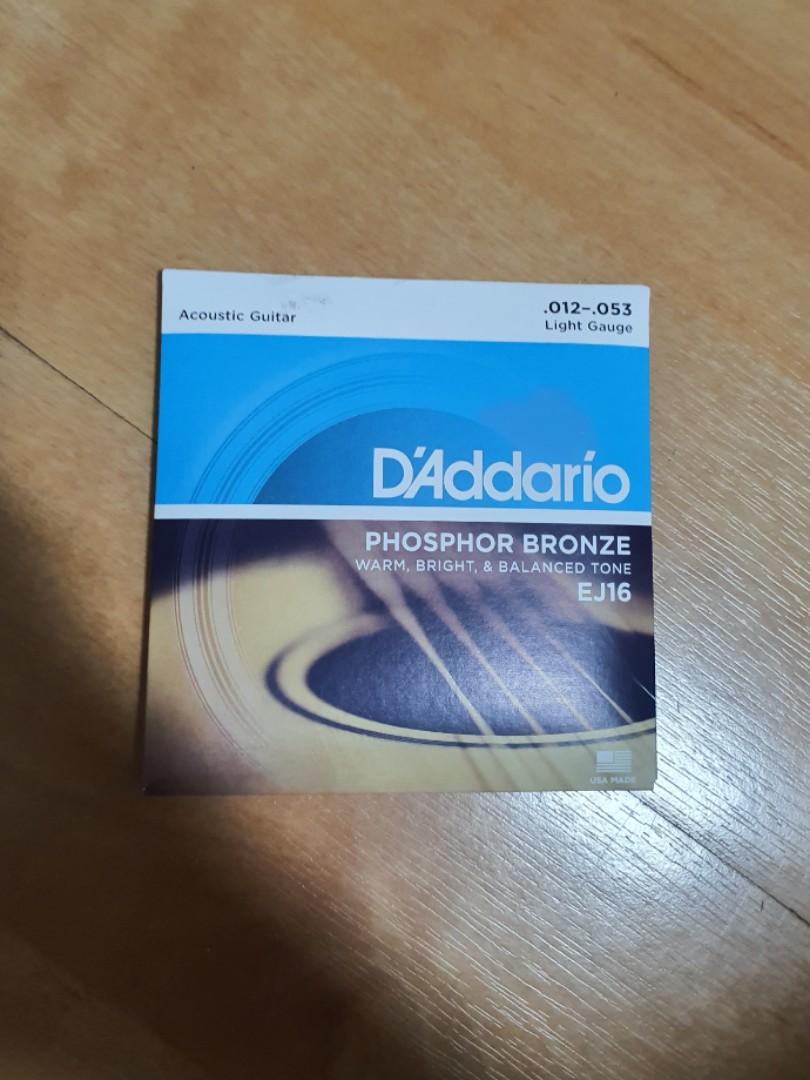 Acoustic Guitar
.012–.053
Light Gauge
D'Addario
PHOSPHOR BRONZE
WARM, BRIGHT, & BALANCED TONE
EJ16
USA MADE